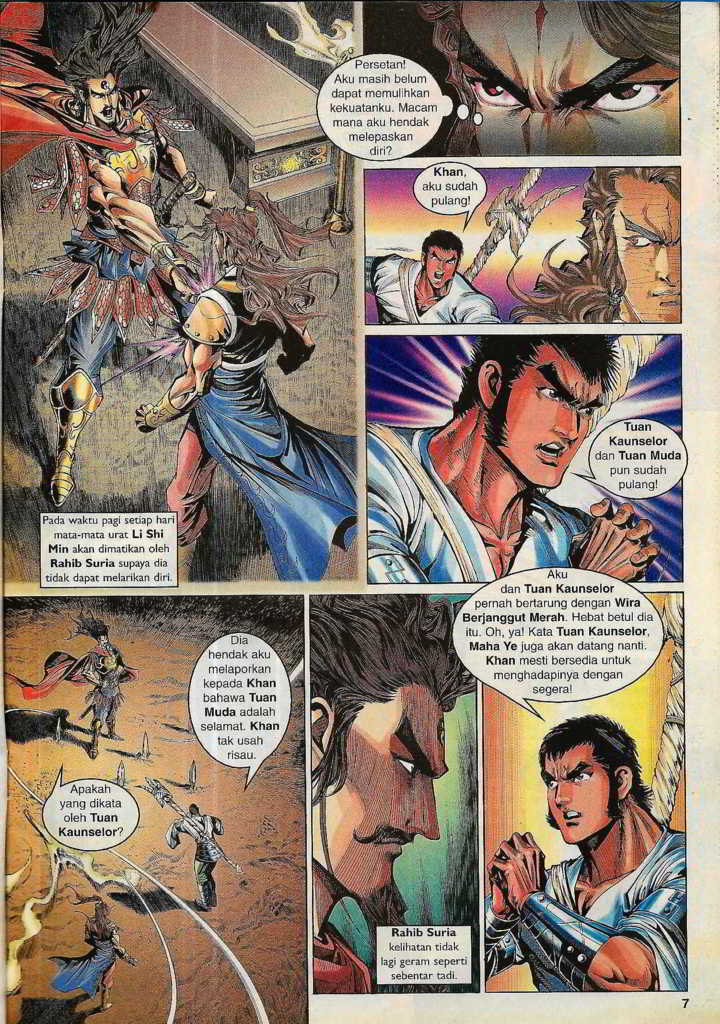 Persetan!
Aku masih belum
dapat memulihkan
kekuatanku. Macam
mana aku hendak
melepaskan
diri?
Khan,
aku sudah
pulang!
Tuan
Kaunselor
dan Tuan Muda
pun sudah
pulang!
Pada waktu pagi setiap hari
mata-mata urat Li Shi
Min akan dimatikan oleh
Rahib Suria supaya dia
tidak dapat melarikan diri.
Apakah
yang dikata
oleh Tuan
Kaunselor?
Dia
hendak aku
melaporkan
kepada Khan
bahawa Tuan
Muda adalah
selamat. Khan
tak usah
risau.
Rahib Suria
kelihatan tidak
lagi geram seperti
sebentar tadi.
Aku
dan Tuan Kaunselor
pernah bertarung dengan Wira
Berjanggut Merah. Hebat betul dia
itu. Oh, ya! Kata Tuan Kaunselor,
Maha Ye juga akan datang nanti.
Khan mesti bersedia untuk
menghadapinya dengan
segera!
7